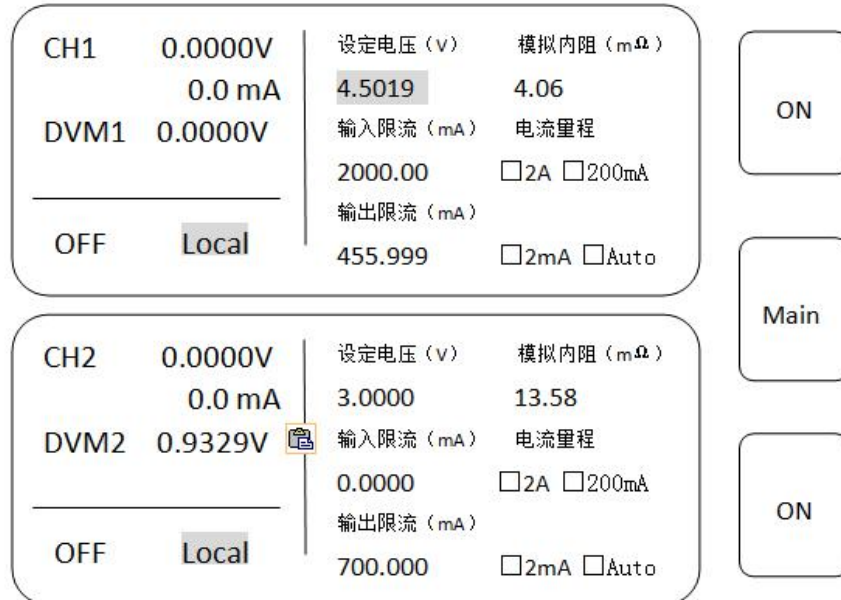 CH1 0.0000V
0.0 mA
DVM1 0.0000V
OFF Local
设定电压（V） 模拟内阻（mΩ）
4.5019 4.06
输入限流（mA） 电流量程
2000.00 □2A □200mA
输出限流（mA）
455.999 □2mA □Auto
ON
CH2 0.0000V
0.0 mA
DVM2 0.9329V
OFF Local
设定电压（V） 模拟内阻（mΩ）
3.0000 13.58
输入限流（mA） 电流量程
0.0000 □2A □200mA
输出限流（mA）
700.000 □2mA □Auto
Main
ON